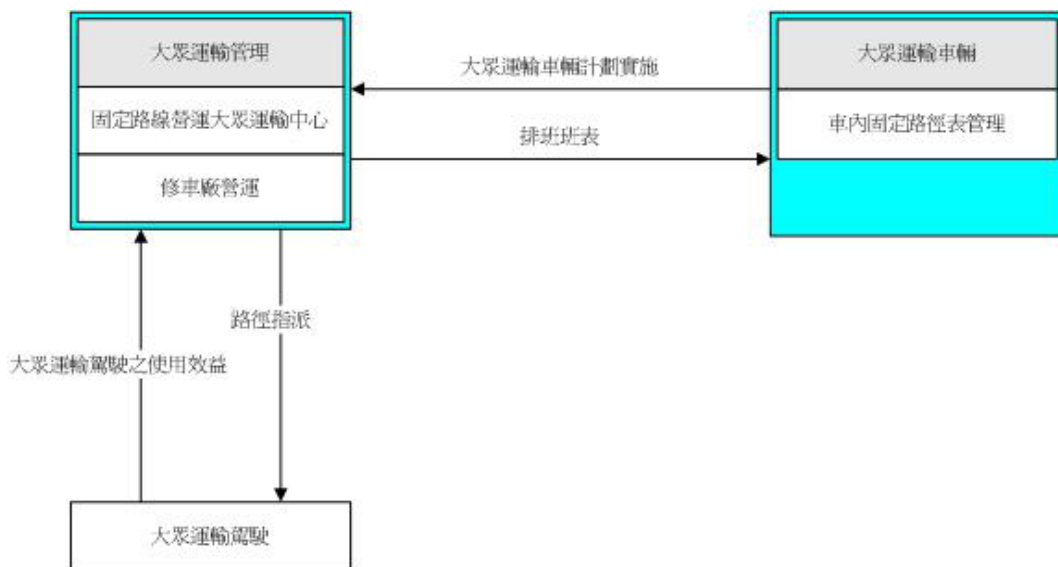 大眾運輸管理
大眾運輸車輛
大眾運輸車輛計劃實施
固定路線營運大眾運輸中心
車內固定路徑表管理
排班班表
修車廠營運
路徑指派
大眾運輸駕駛之使用效益
大眾運輸駕駛